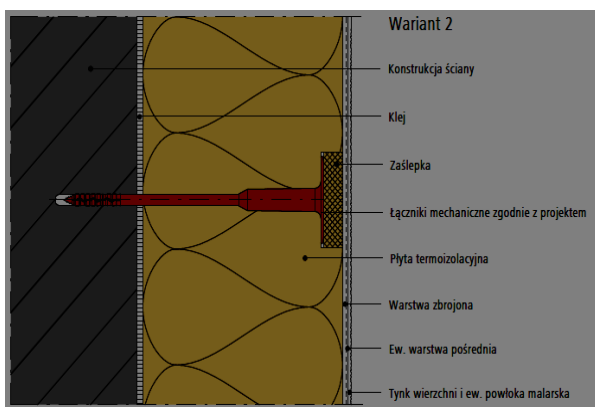 Wariant 2
Konstrukcja ściany
Klej
Zaślepka
Łączniki mechaniczne zgodnie z projektem
Płyta termoizolacyjna
Warstwa zbrojona
Ew. warstwa pośrednia
Tynk wierzchni i ew. powłoka malarska